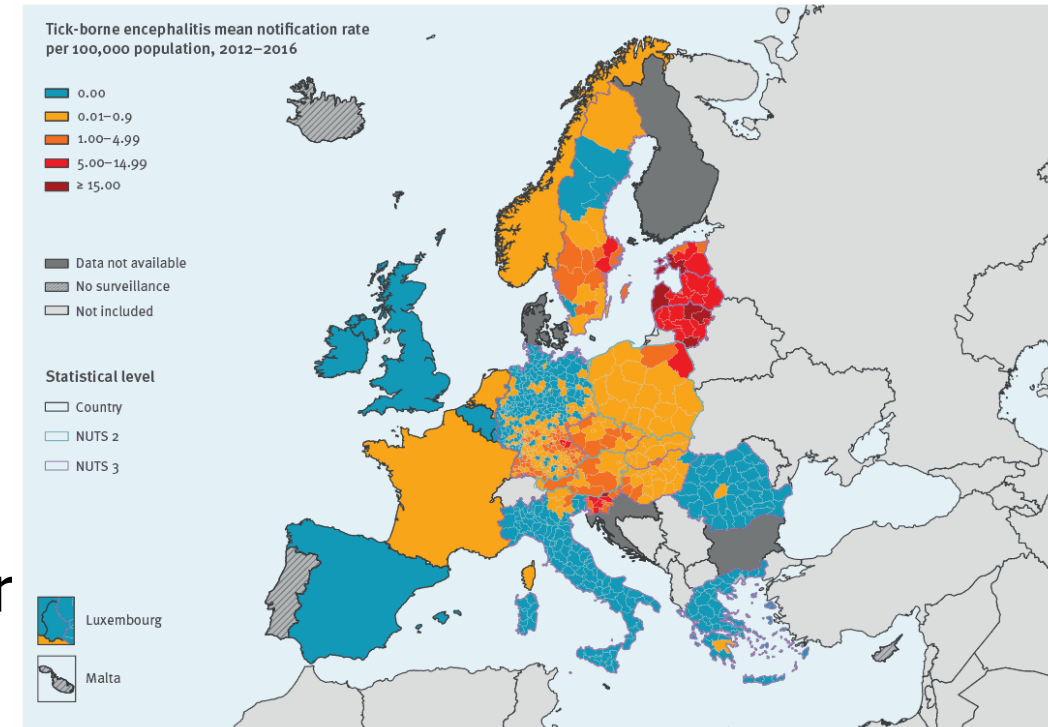 Tick-borne encephalitis mean notification rate
per 100,000 population, 2012–2016
0.00
0.01–0.9
1.00–4.99
5.00–14.99
≥ 15.00
Data not available
No surveillance
Not included
Statistical level
Country
NUTS 2
NUTS 3
r
Luxembourg
Malta